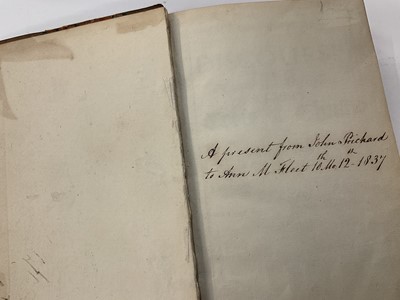 A present from John Prichard
to Ann M. Fleet 10th Mo. 12th - 1837